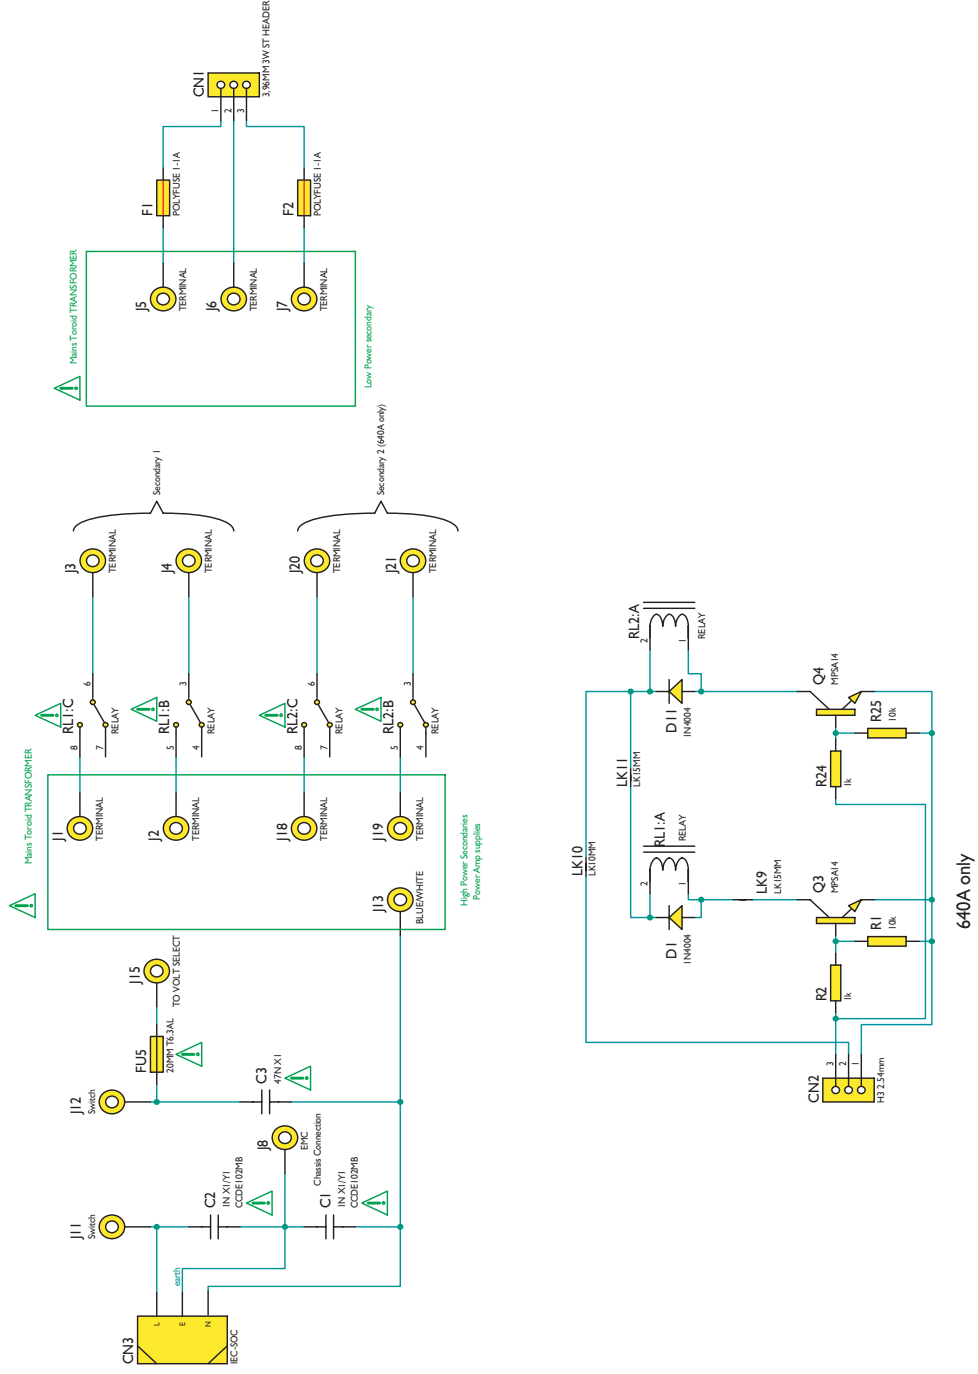 CN1
3.96MM 3W ST HEADER
1
2
3
F1
POLYFUSE 1-1A
F2
POLYFUSE 1-1A
Mains Toroid TRANSFORMER
J5
TERMINAL
J6
TERMINAL
J7
TERMINAL
Low Power secondary
Secondary 1
Secondary 2 (640A only)
J3
TERMINAL
J4
TERMINAL
J20
TERMINAL
J21
TERMINAL
RL1:C
6
8
7
RELAY
RL1:B
3
5
4
RELAY
RL2:C
6
8
7
RELAY
RL2:B
3
5
4
RELAY
Mains Toroid TRANSFORMER
J1
TERMINAL
J2
TERMINAL
J18
TERMINAL
J19
TERMINAL
J13
BLUE/WHITE
High Power Secondaries
Power Amp supplies
J15
TO VOLT SELECT
FU5
20MM T6.3AL
J12
Switch
C3
47N X1
J8
EMC
Chassis Connection
J11
Switch
C2
1N X1/Y1
CCDE102MB
C1
1N X1/Y1
CCDE102MB
earth
CN3
L
E
N
IEC-SOC
RL2:A
2
1
RELAY
D11
1N4004
Q4
MPSA14
R25
10k
R24
1k
LK11
LK15MM
LK10
LK10MM
RL1:A
RELAY
2
1
D1
1N4004
LK9
LK15MM
Q3
MPSA14
R1
10k
R2
1k
CN2
3
2
1
H3 2.54mm
640A only